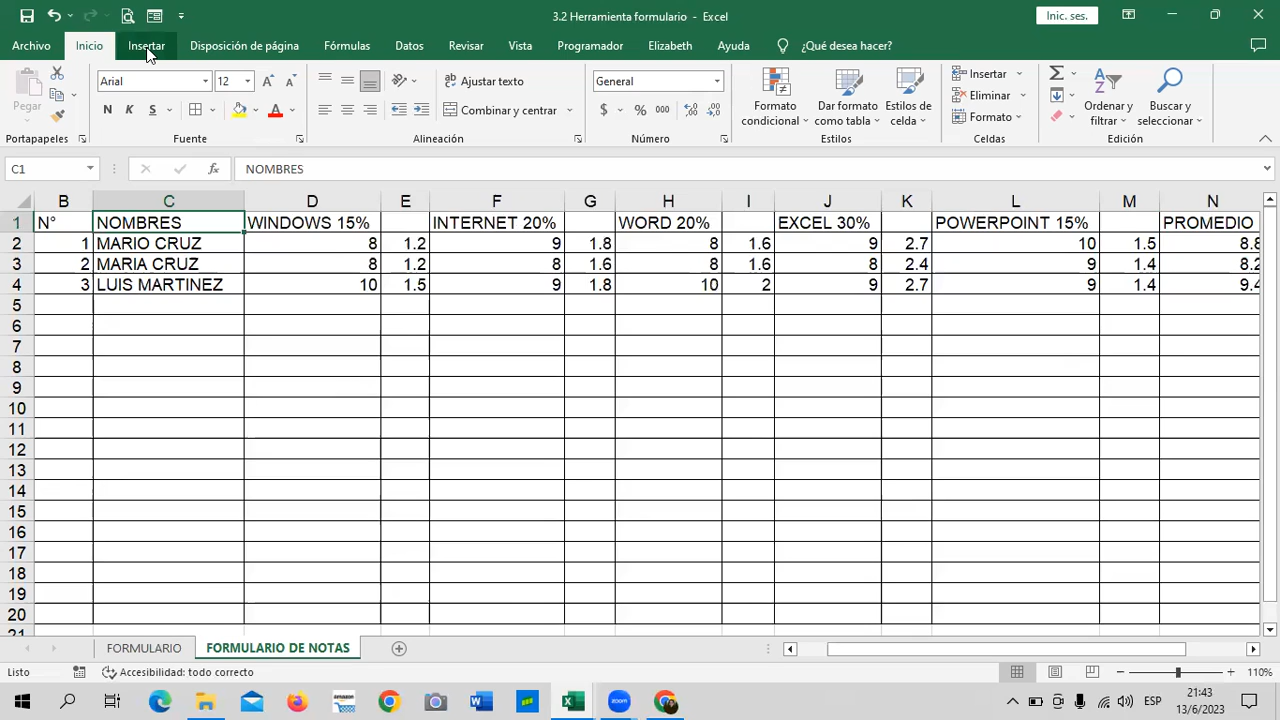 3.2 Herramienta formulario - Excel
Inic. ses.
Archivo Inicio Insertar Disposición de página Fórmulas Datos Revisar Vista Programador Elizabeth Ayuda ¿Qué desea hacer?
Pegar
Arial 12
N K S
Ajustar texto
Combinar y centrar
General
$ % 000
Formato condicional
Dar formato como tabla
Estilos de celda
Insertar
Eliminar
Formato
Ordenar y filtrar
Buscar y seleccionar
Portapapeles Fuente Alineación Número Estilos Celdas Edición
C1 fx NOMBRES
B C D E F G H I J K L M N
1 N° NOMBRES WINDOWS 15% INTERNET 20% WORD 20% EXCEL 30% POWERPOINT 15% PROMEDIO
2 1 MARIO CRUZ 8 1.2 9 1.8 8 1.6 9 2.7 10 1.5 8.8
3 2 MARIA CRUZ 8 1.2 8 1.6 8 1.6 8 2.4 9 1.4 8.2
4 3 LUIS MARTINEZ 10 1.5 9 1.8 10 2 9 2.7 9 1.4 9.4
5
6
7
8
9
10
11
12
13
14
15
16
17
18
19
20
21
FORMULARIO FORMULARIO DE NOTAS
Listo Accesibilidad: todo correcto 110%
zoom ESP 21:43
13/6/2023